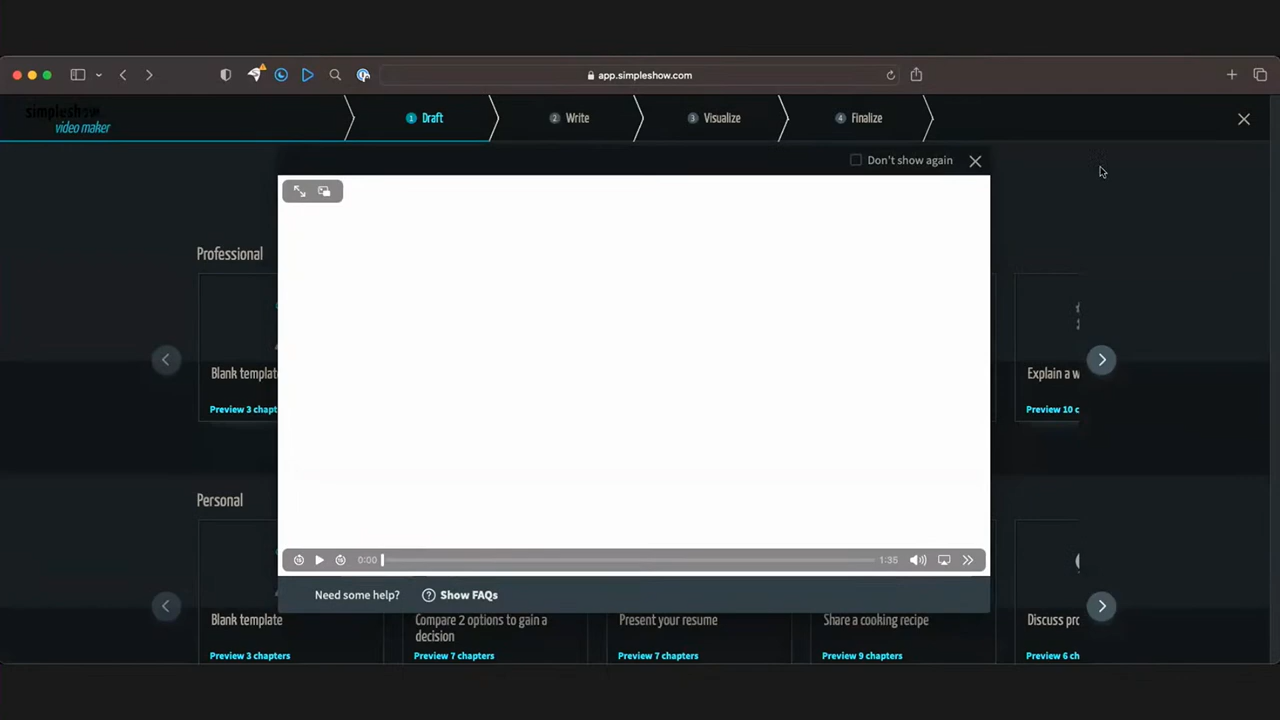 app.simpleshow.com
simpleshow
video maker
1 Draft
2 Write
3 Visualize
4 Finalize
Don't show again
Professional
Blank templat
Preview 3 chapt
Explain a w
Preview 10 c
0:00
1:35
Need some help?
? Show FAQs
Personal
Blank template
Preview 3 chapters
Compare 2 options to gain a
decision
Preview 7 chapters
Present your resume
Preview 7 chapters
Share a cooking recipe
Preview 9 chapters
Discuss pro
Preview 6 ch